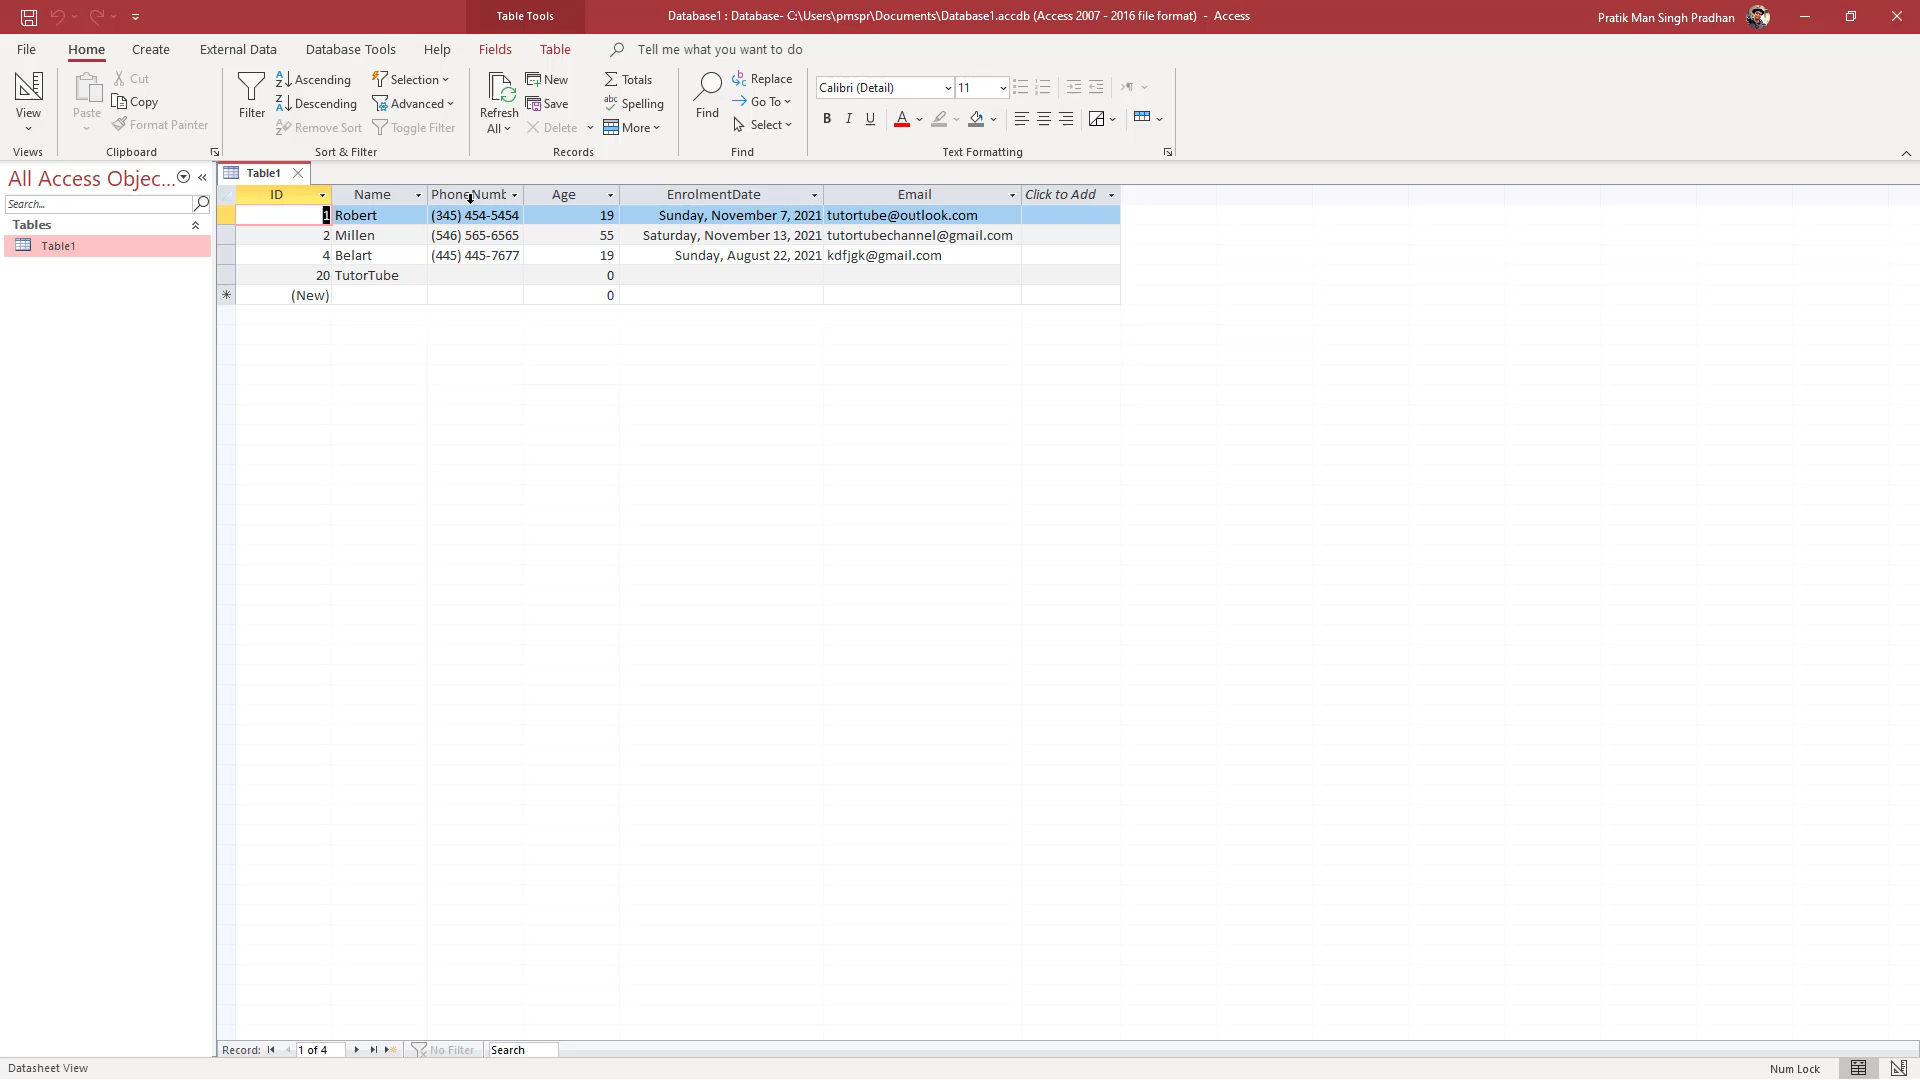 Table Tools
Database1 : Database- C:\Users\pmspr\Documents\Database1.accdb (Access 2007 - 2016 file format) - Access
Pratik Man Singh Pradhan
File Home Create External Data Database Tools Help Fields Table Tell me what you want to do
View
Views
Paste
Cut
Copy
Format Painter
Clipboard
Filter
Ascending
Descending
Remove Sort
Selection
Advanced
Toggle Filter
Sort & Filter
Refresh
All
New
Save
Delete
Totals
Spelling
More
Records
Find
Replace
Go To
Select
Find
Calibri (Detail) 11
B I U A
Text Formatting
All Access Objec...
Search...
Tables
Table1
Table1
ID Name PhoneNumb Age EnrolmentDate Email Click to Add
1 Robert (345) 454-5454 19 Sunday, November 7, 2021 tutortube@outlook.com
2 Millen (546) 565-6565 55 Saturday, November 13, 2021 tutortubechannel@gmail.com
4 Belart (445) 445-7677 19 Sunday, August 22, 2021 kdfjgk@gmail.com
20 TutorTube 0
(New) 0
Record: 1 of 4 No Filter Search
Datasheet View
Num Lock